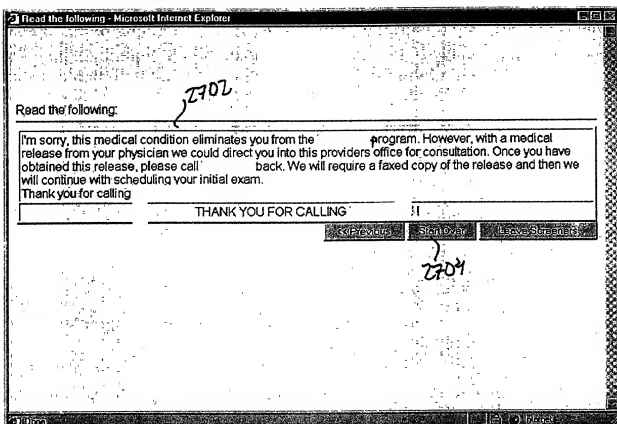 Read the following - Microsoft Internet Explorer
2702
Read the following:
I'm sorry, this medical condition eliminates you from the program. However, with a medical
release from your physician we could direct you into this providers office for consultation. Once you have
obtained this release, please call back. We will require a faxed copy of the release and then we
will continue with scheduling your initial exam.
Thank you for calling
THANK YOU FOR CALLING
<< Previous Start Over Leave Screeners
2704
Done